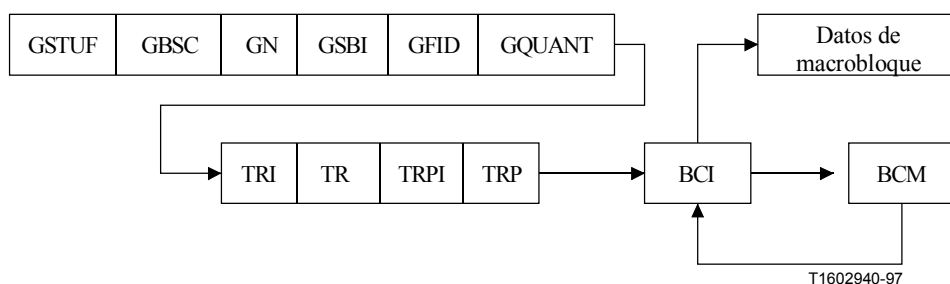 GSTUF GBSC GN GSBI GFID GQUANT
Datos de
macrobloque
TRI TR TRPI TRP BCI BCM
T1602940-97